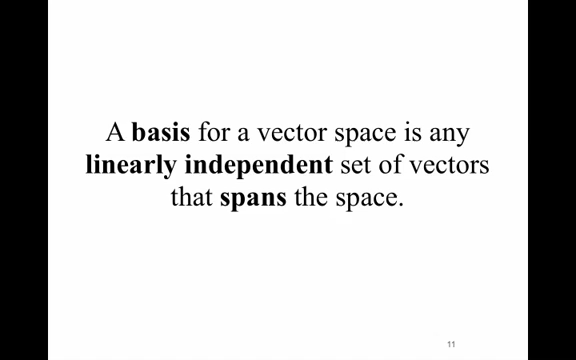 A basis for a vector space is any
linearly independent set of vectors
that spans the space.
11